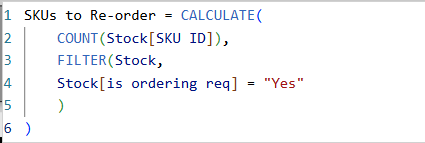 1 SKUs to Re-order = CALCULATE(
2 COUNT(Stock[SKU ID]),
3 FILTER(Stock,
4 Stock[is ordering req] = "Yes"
5 )
6 )